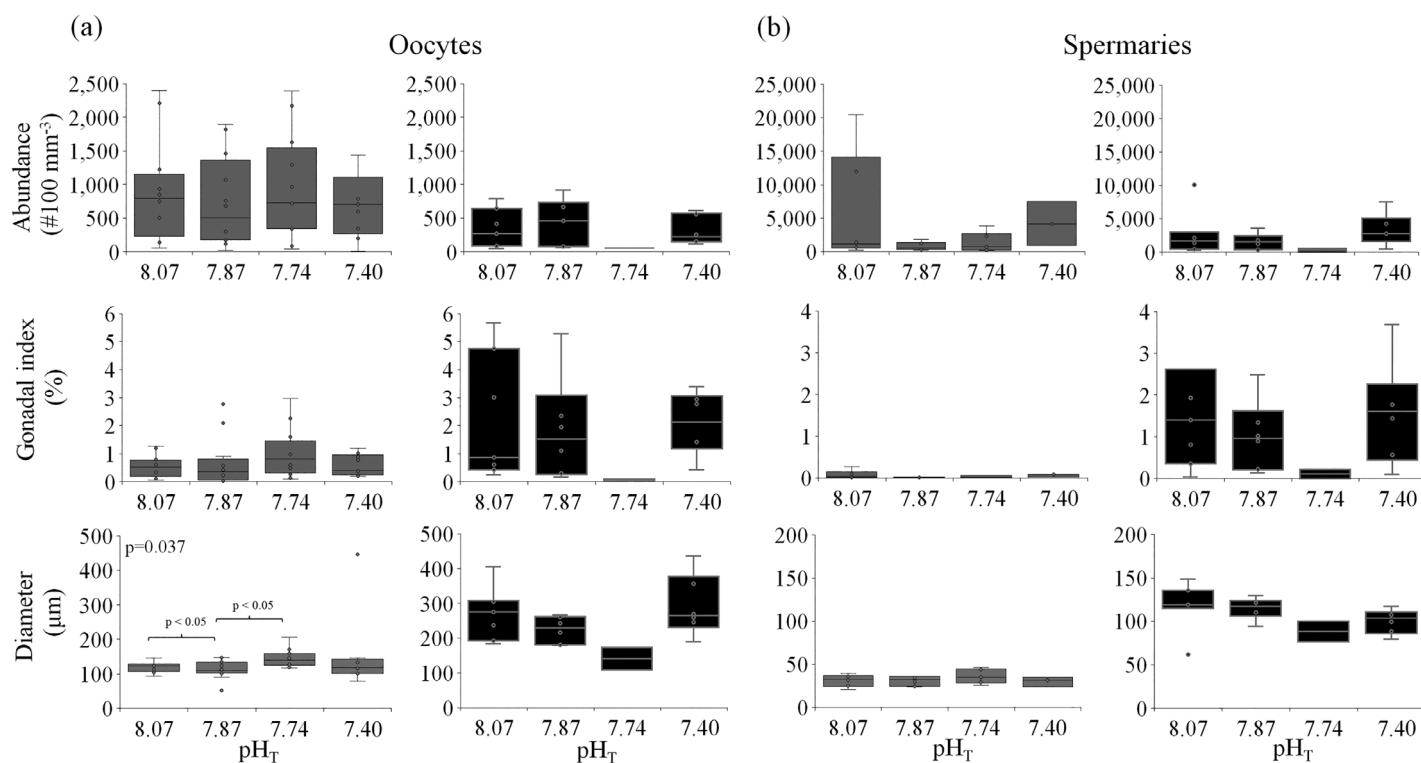 (a)
Oocytes
(b)
Spermaries
Abundance
(#100 mm⁻³)
2,500
2,000
1,500
1,000
500
0
8.07 7.87 7.74 7.40
2,500
2,000
1,500
1,000
500
0
8.07 7.87 7.74 7.40
25,000
20,000
15,000
10,000
5,000
0
8.07 7.87 7.74 7.40
25,000
20,000
15,000
10,000
5,000
0
8.07 7.87 7.74 7.40
Gonadal index
(%)
6
5
4
3
2
1
0
8.07 7.87 7.74 7.40
6
5
4
3
2
1
0
8.07 7.87 7.74 7.40
4
3
2
1
0
8.07 7.87 7.74 7.40
4
3
2
1
0
8.07 7.87 7.74 7.40
Diameter
(μm)
500
400
300
200
100
0
p=0.037
p < 0.05
p < 0.05
8.07 7.87 7.74 7.40
pH_T
500
400
300
200
100
0
8.07 7.87 7.74 7.40
pH_T
200
150
100
50
0
8.07 7.87 7.74 7.40
pH_T
200
150
100
50
0
8.07 7.87 7.74 7.40
pH_T